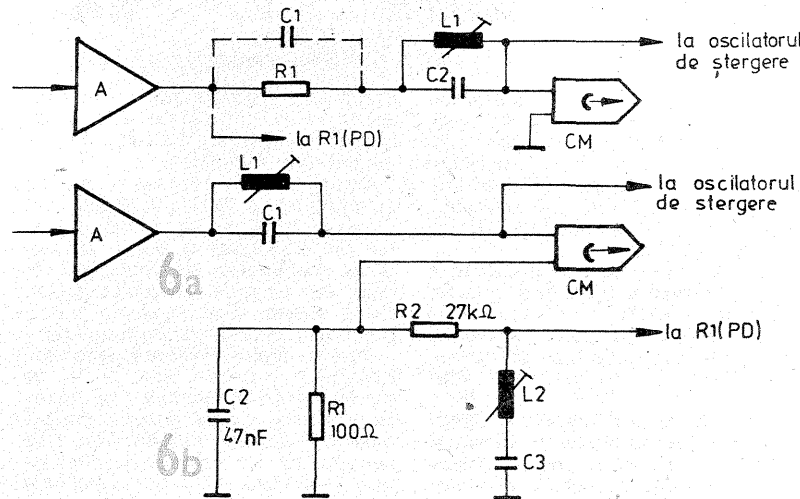 C1
L1
la oscilatorul
de ștergere
A
R1
C2
CM
la R1(PD)
L1
la oscilatorul
de stergere
A
C1
CM
6a
R2 27kΩ
la R1(PD)
C2
47nF
R1
100Ω
L2
C3
6b